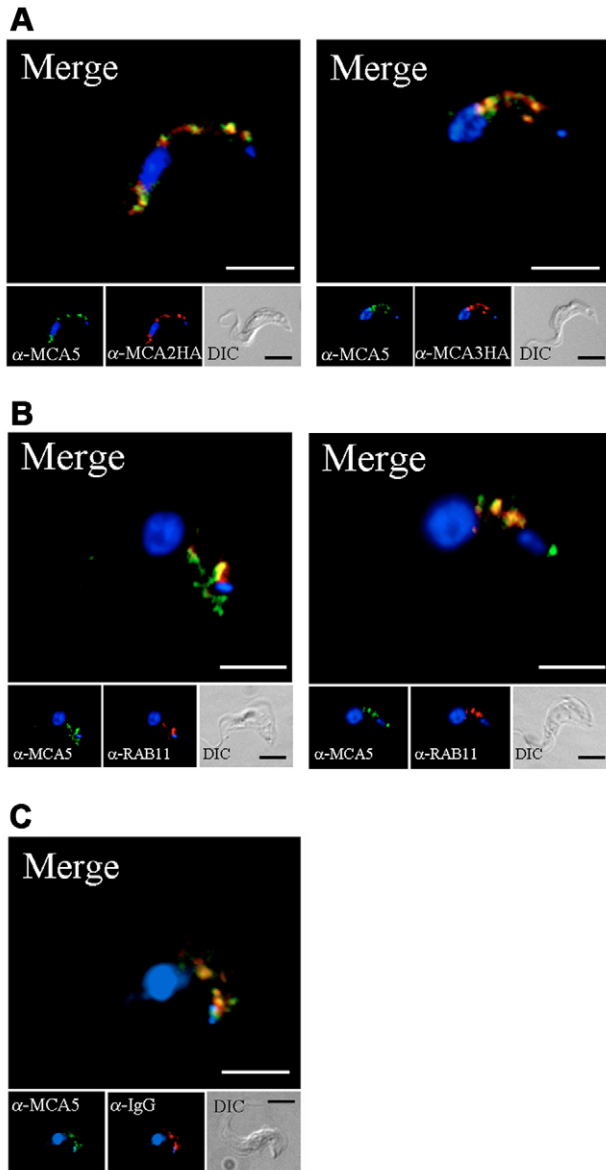 A
Merge
Merge
α-MCA5 α-MCA2HA DIC
α-MCA5 α-MCA3HA DIC
B
Merge
Merge
α-MCA5 α-RAB11 DIC
α-MCA5 α-RAB11 DIC
C
Merge
α-MCA5 α-IgG DIC